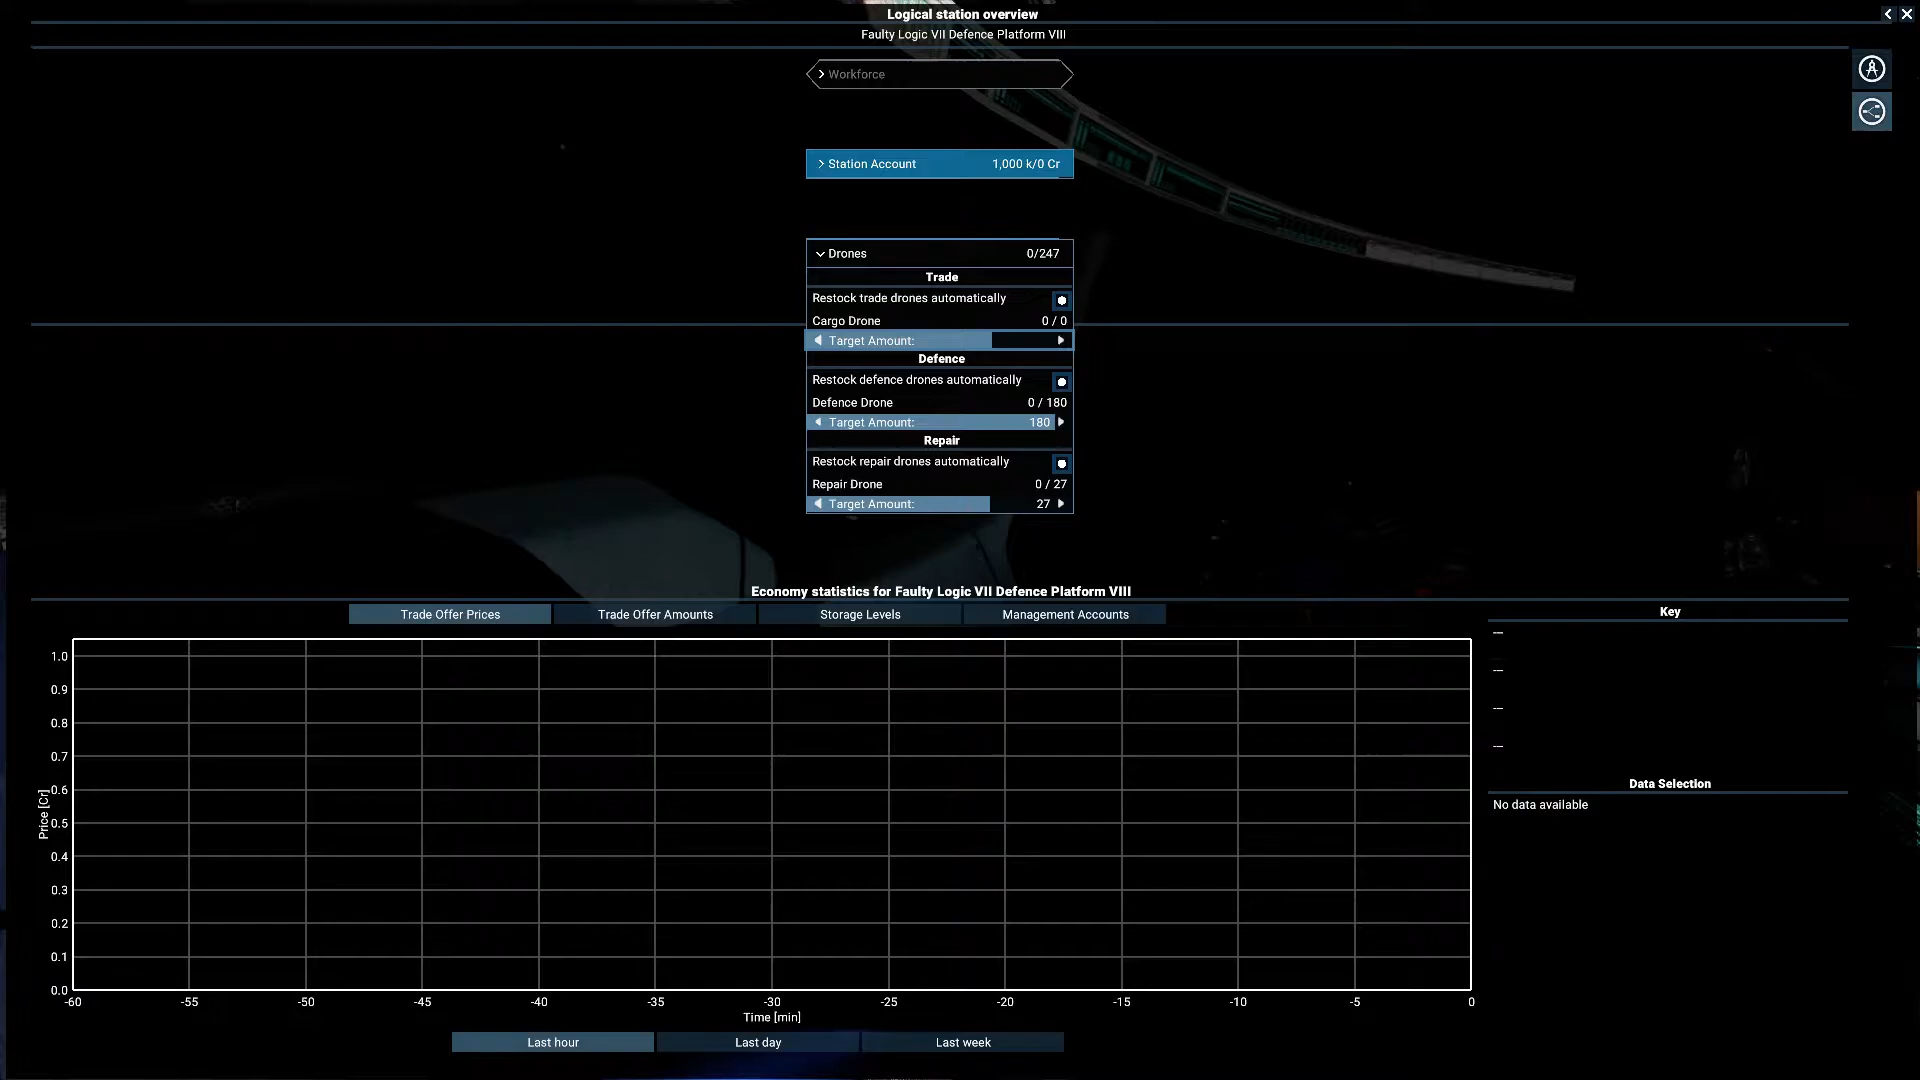 Logical station overview
Faulty Logic VII Defence Platform VIII
Workforce
Station Account 1,000 k/0 Cr
Drones 0/247
Trade
Restock trade drones automatically
Cargo Drone 0 / 0
Target Amount:
Defence
Restock defence drones automatically
Defence Drone 0 / 180
Target Amount: 180
Repair
Restock repair drones automatically
Repair Drone 0 / 27
Target Amount: 27
Economy statistics for Faulty Logic VII Defence Platform VIII
Trade Offer Prices Trade Offer Amounts Storage Levels Management Accounts
Key
---
---
---
---
Data Selection
No data available
Price [Cr]
1.0
0.9
0.8
0.7
0.6
0.5
0.4
0.3
0.2
0.1
0.0
-60 -55 -50 -45 -40 -35 -30 -25 -20 -15 -10 -5 0
Time [min]
Last hour Last day Last week